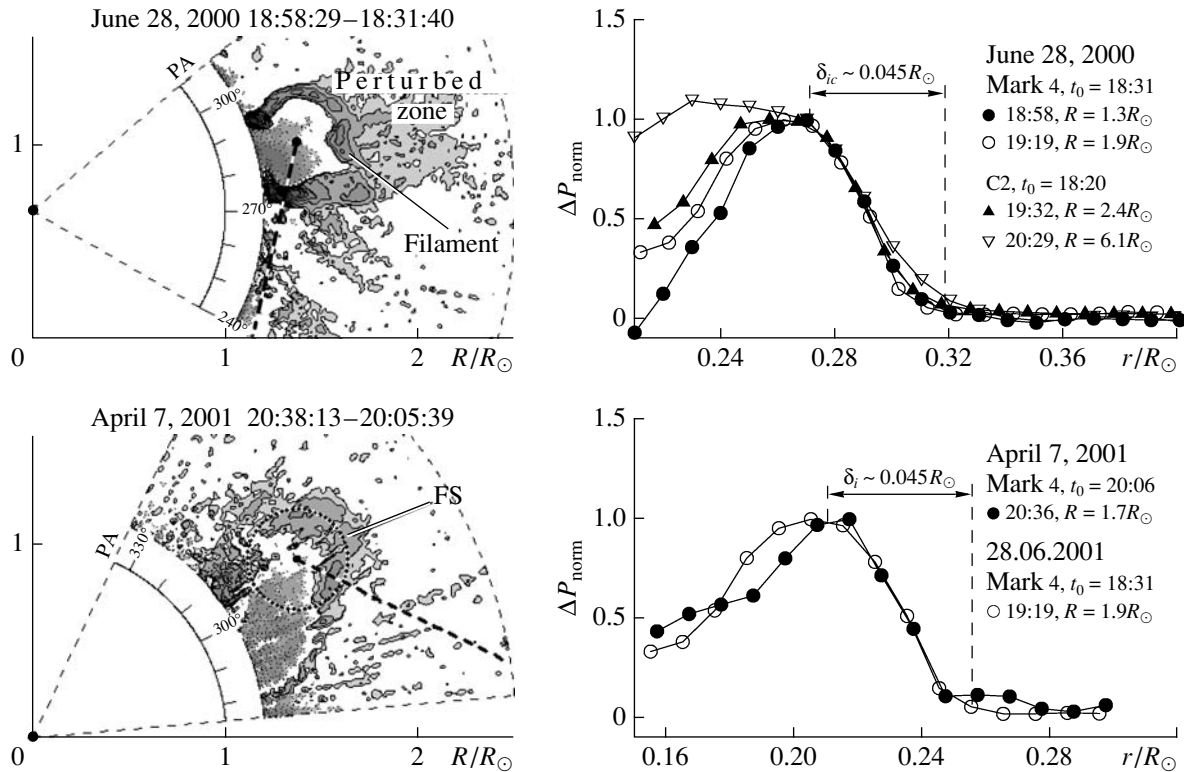 June 28, 2000 18:58:29–18:31:40
PA
300°
270°
240°
Perturbed
zone
Filament
1
0
1
2
R/R⊙
1.5
1.0
0.5
0
ΔP_norm
δ_ic ~ 0.045R⊙
June 28, 2000
Mark 4, t₀ = 18:31
● 18:58, R = 1.3R⊙
○ 19:19, R = 1.9R⊙
C2, t₀ = 18:20
▲ 19:32, R = 2.4R⊙
▽ 20:29, R = 6.1R⊙
0.24
0.28
0.32
0.36
r/R⊙
April 7, 2001 20:38:13–20:05:39
PA
330°
300°
FS
1
0
1
2
R/R⊙
1.5
1.0
0.5
0
ΔP_norm
δ_i ~ 0.045R⊙
April 7, 2001
Mark 4, t₀ = 20:06
● 20:36, R = 1.7R⊙
28.06.2001
Mark 4, t₀ = 18:31
○ 19:19, R = 1.9R⊙
0.16
0.20
0.24
0.28
r/R⊙